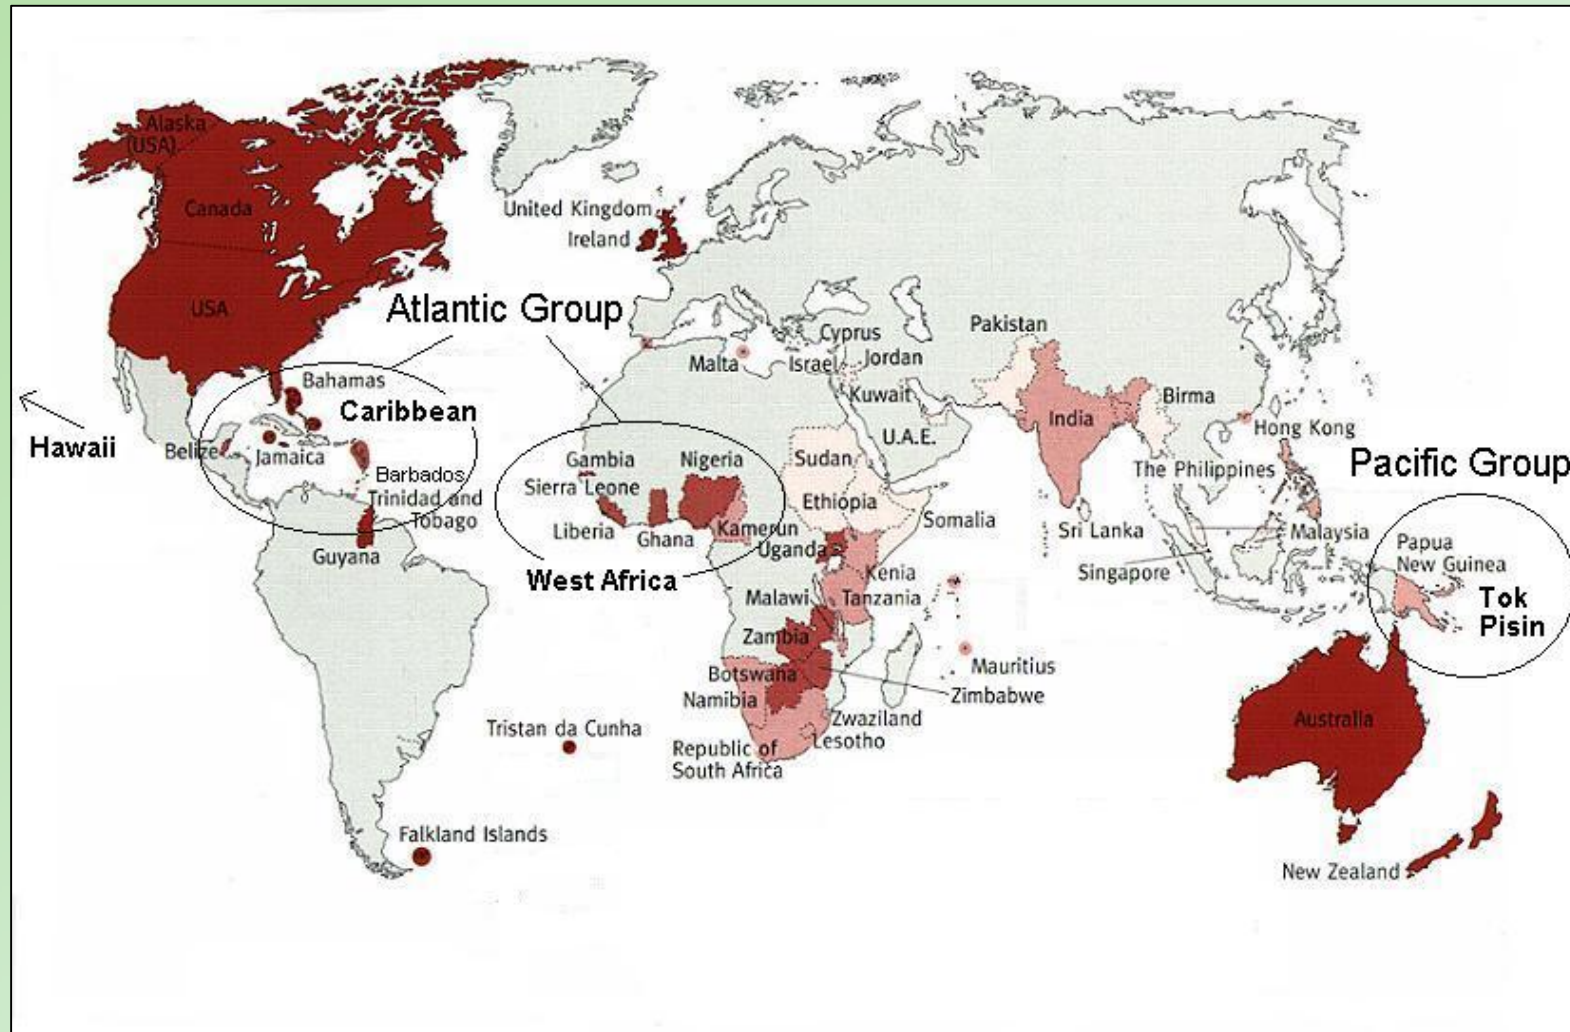 Alaska
(USA)
Canada
USA
United Kingdom
Ireland
Atlantic Group
Hawaii
Bahamas
Caribbean
Belize
Jamaica
Barbados
Trinidad and
Tobago
Guyana
Gambia
Nigeria
Sierra Leone
Liberia
Ghana
Kamerun
West Africa
Malta
Cyprus
Israel
Jordan
Kuwait
U.A.E.
Pakistan
India
Birma
Hong Kong
The Philippines
Sudan
Ethiopia
Somalia
Uganda
Kenia
Tanzania
Malawi
Zambia
Botswana
Namibia
Zimbabwe
Mauritius
Zwaziland
Lesotho
Republic of
South Africa
Sri Lanka
Malaysia
Singapore
Pacific Group
Papua
New Guinea
Tok
Pisin
Australia
New Zealand
Tristan da Cunha
Falkland Islands